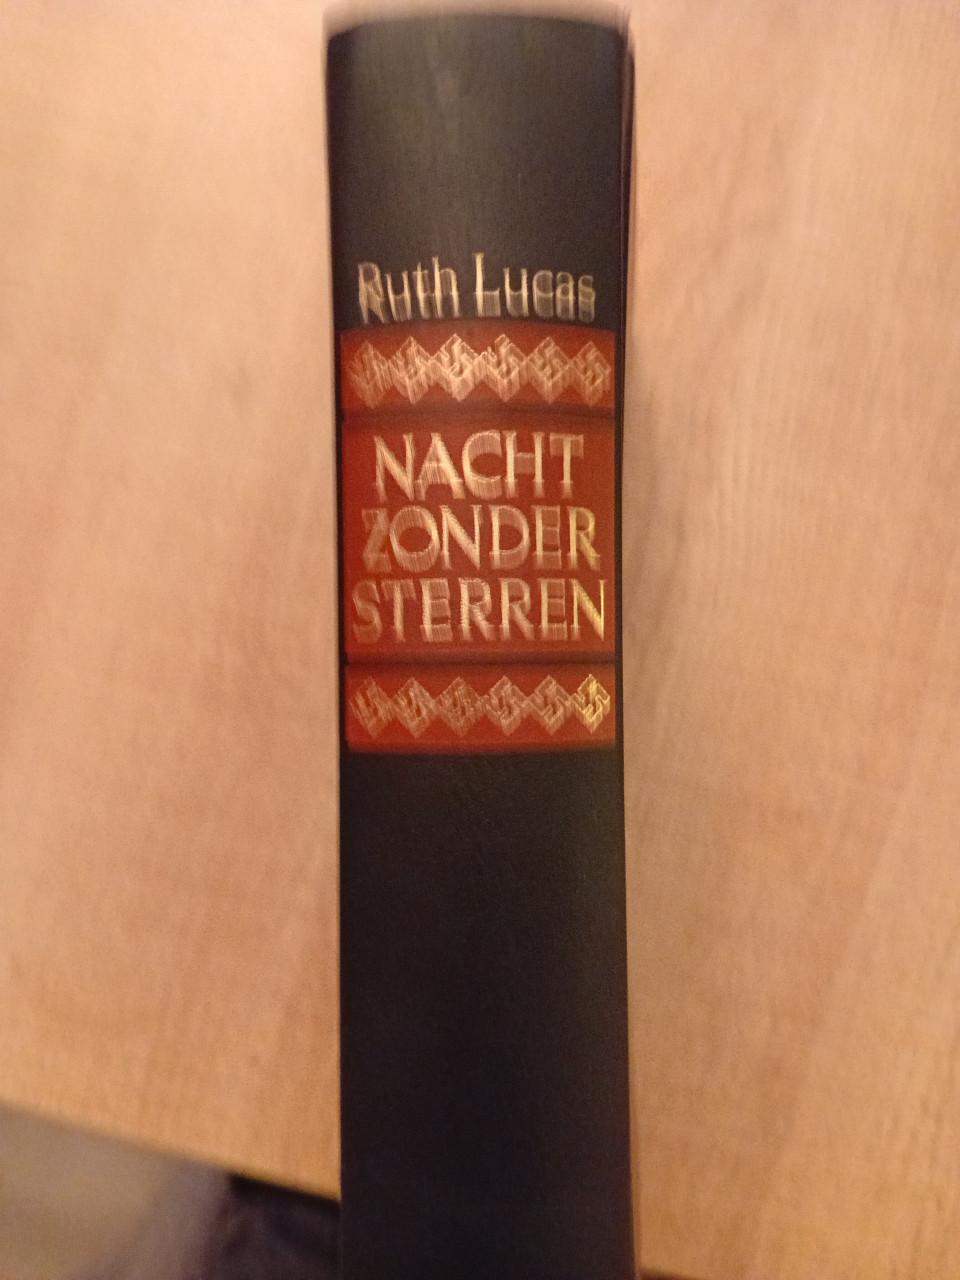 Ruth Lucas
NACHT
ZONDER
STERREN